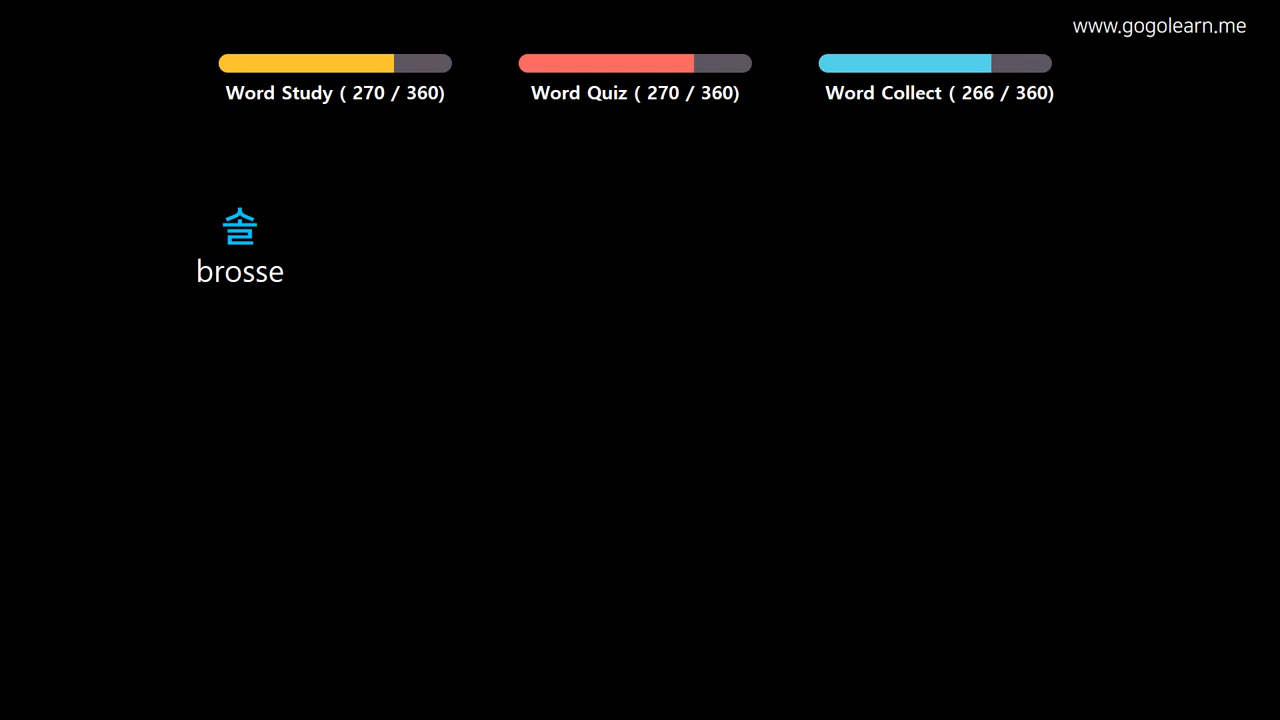 www.gogolearn.me
Word Study ( 270 / 360)
Word Quiz ( 270 / 360)
Word Collect ( 266 / 360)
솔
brosse